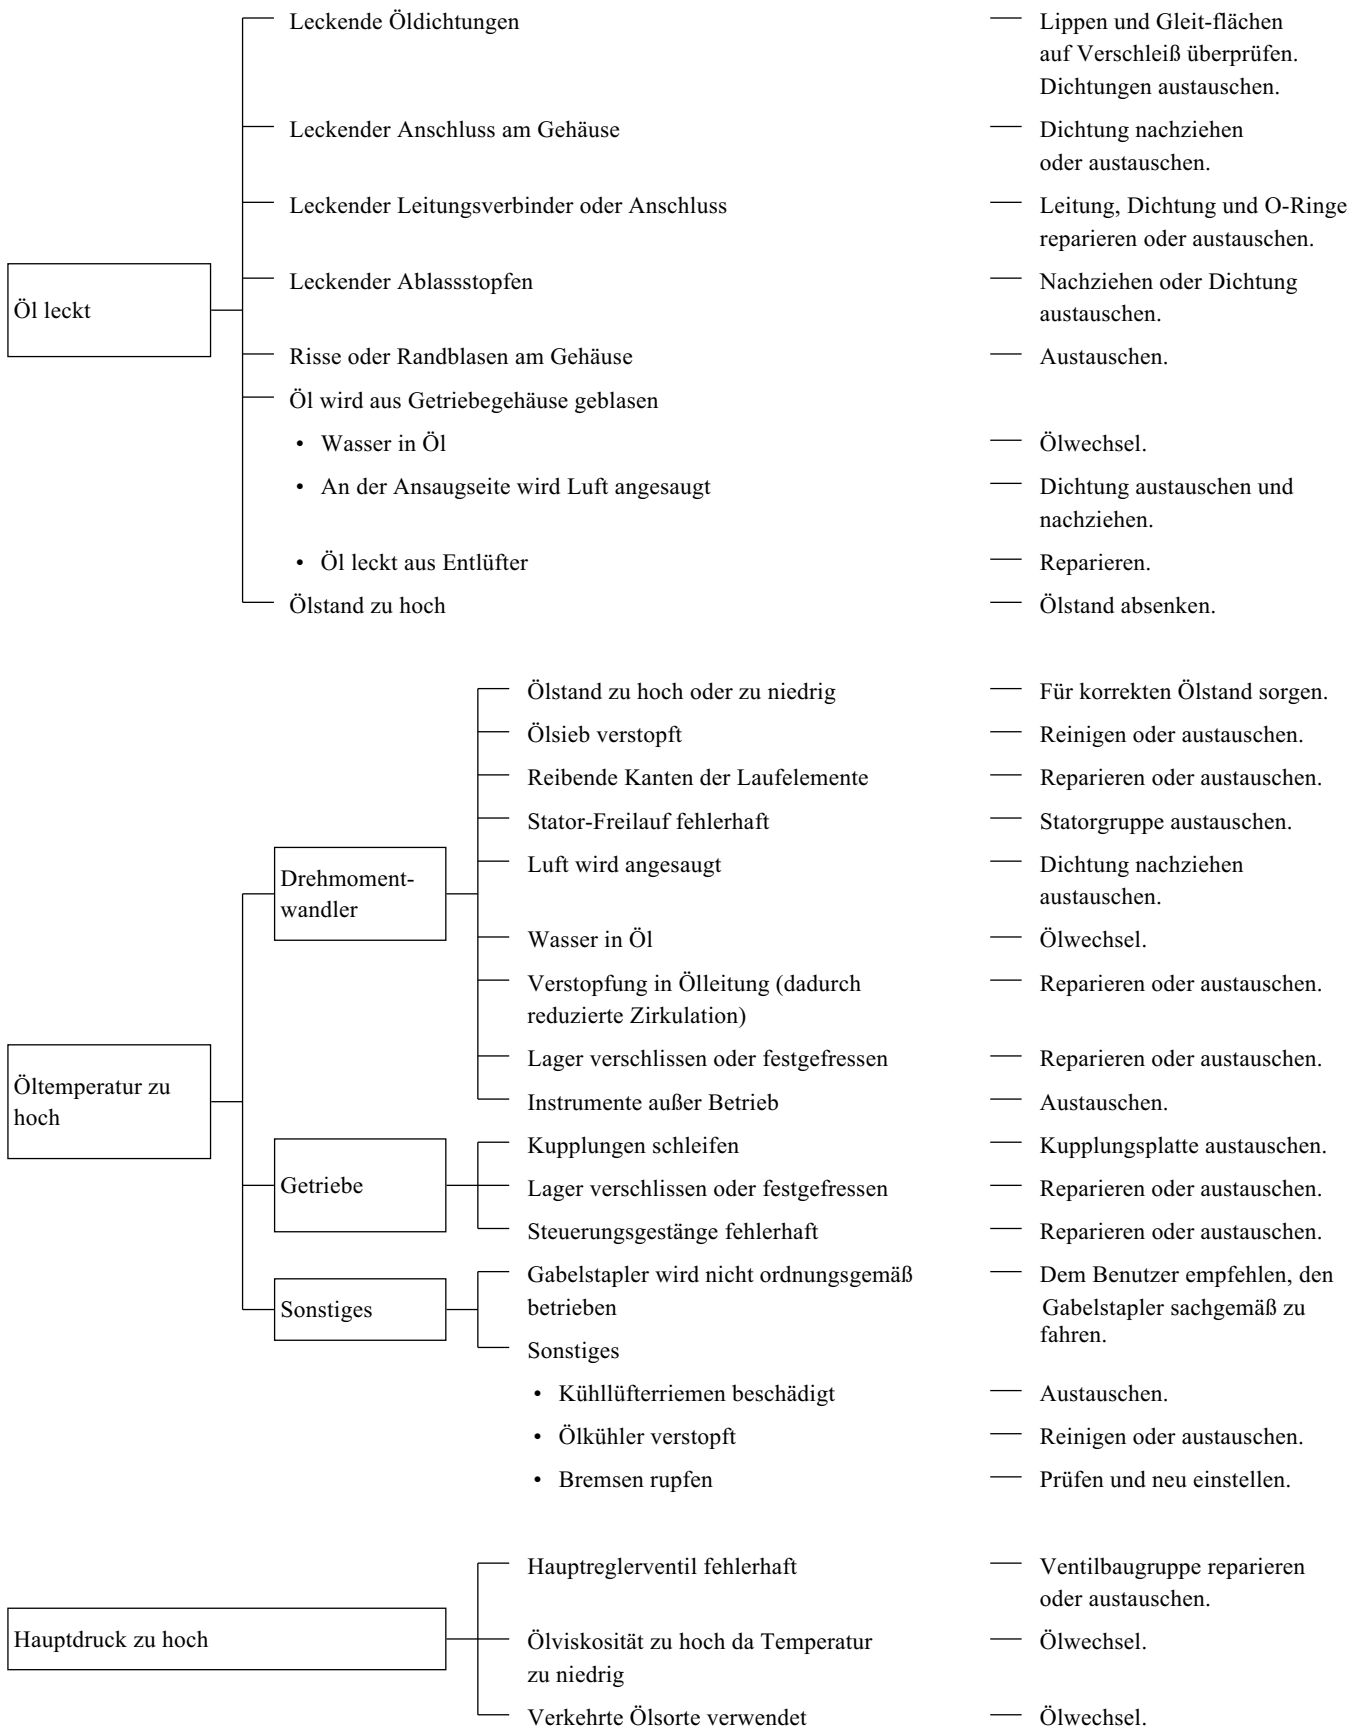 Leckende Öldichtungen
Lippen und Gleit-flächen
auf Verschleiß überprüfen.
Dichtungen austauschen.
Leckender Anschluss am Gehäuse
Dichtung nachziehen
oder austauschen.
Leckender Leitungsverbinder oder Anschluss
Leitung, Dichtung und O-Ringe
reparieren oder austauschen.
Öl leckt
Leckender Ablassstopfen
Nachziehen oder Dichtung
austauschen.
Risse oder Randblasen am Gehäuse
Austauschen.
Öl wird aus Getriebegehäuse geblasen
• Wasser in Öl
Ölwechsel.
• An der Ansaugseite wird Luft angesaugt
Dichtung austauschen und
nachziehen.
• Öl leckt aus Entlüfter
Reparieren.
Ölstand zu hoch
Ölstand absenken.
Öltemperatur zu
hoch
Drehmoment-
wandler
Ölstand zu hoch oder zu niedrig
Für korrekten Ölstand sorgen.
Ölsieb verstopft
Reinigen oder austauschen.
Reibende Kanten der Laufelemente
Reparieren oder austauschen.
Stator-Freilauf fehlerhaft
Statorgruppe austauschen.
Luft wird angesaugt
Dichtung nachziehen
austauschen.
Wasser in Öl
Ölwechsel.
Verstopfung in Ölleitung (dadurch
reduzierte Zirkulation)
Reparieren oder austauschen.
Lager verschlissen oder festgefressen
Reparieren oder austauschen.
Instrumente außer Betrieb
Austauschen.
Getriebe
Kupplungen schleifen
Kupplungsplatte austauschen.
Lager verschlissen oder festgefressen
Reparieren oder austauschen.
Steuerungsgestänge fehlerhaft
Reparieren oder austauschen.
Sonstiges
Gabelstapler wird nicht ordnungsgemäß
betrieben
Dem Benutzer empfehlen, den
Gabelstapler sachgemäß zu
fahren.
Sonstiges
• Kühllüfterriemen beschädigt
Austauschen.
• Ölkühler verstopft
Reinigen oder austauschen.
• Bremsen rupfen
Prüfen und neu einstellen.
Hauptdruck zu hoch
Hauptreglerventil fehlerhaft
Ventilbaugruppe reparieren
oder austauschen.
Ölviskosität zu hoch da Temperatur
zu niedrig
Ölwechsel.
Verkehrte Ölsorte verwendet
Ölwechsel.